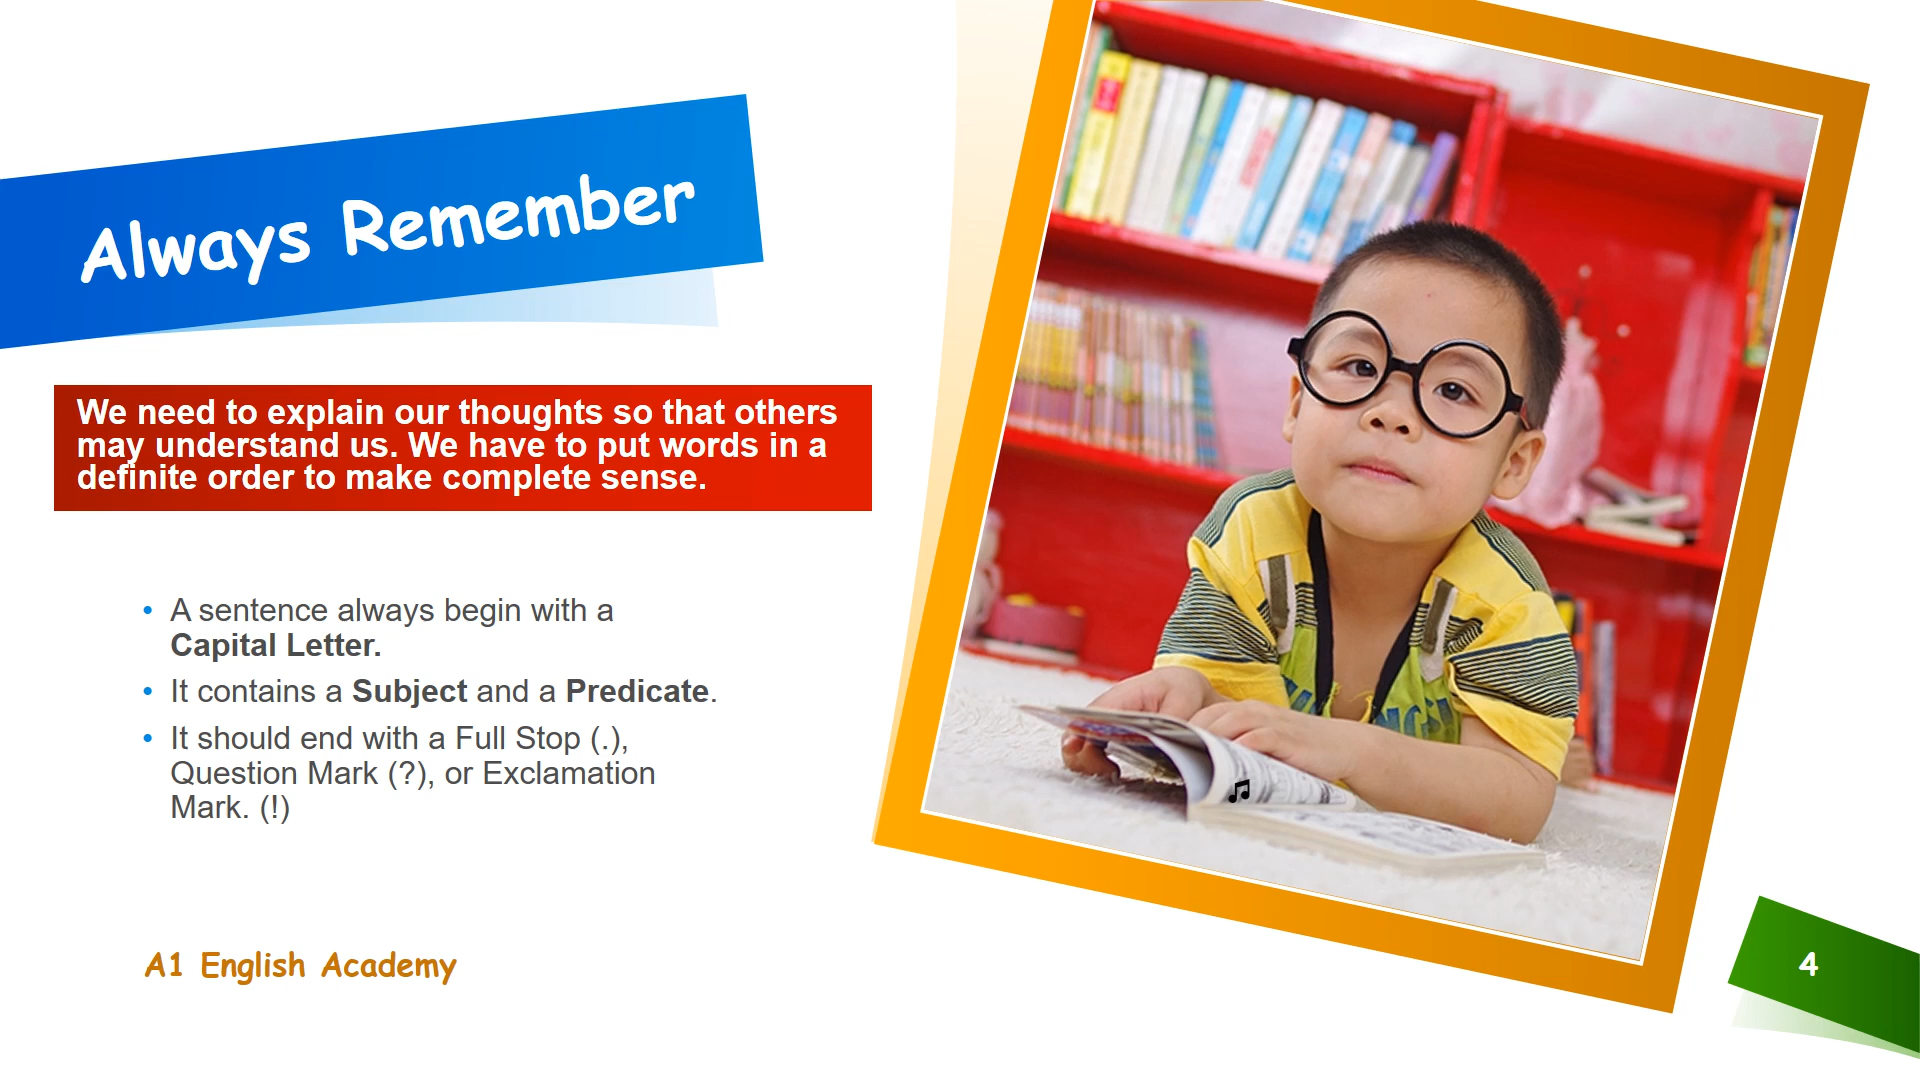 Always Remember
We need to explain our thoughts so that others
may understand us. We have to put words in a
definite order to make complete sense.
• A sentence always begin with a
Capital Letter.
• It contains a Subject and a Predicate.
• It should end with a Full Stop (.),
Question Mark (?), or Exclamation
Mark. (!)
A1 English Academy
4